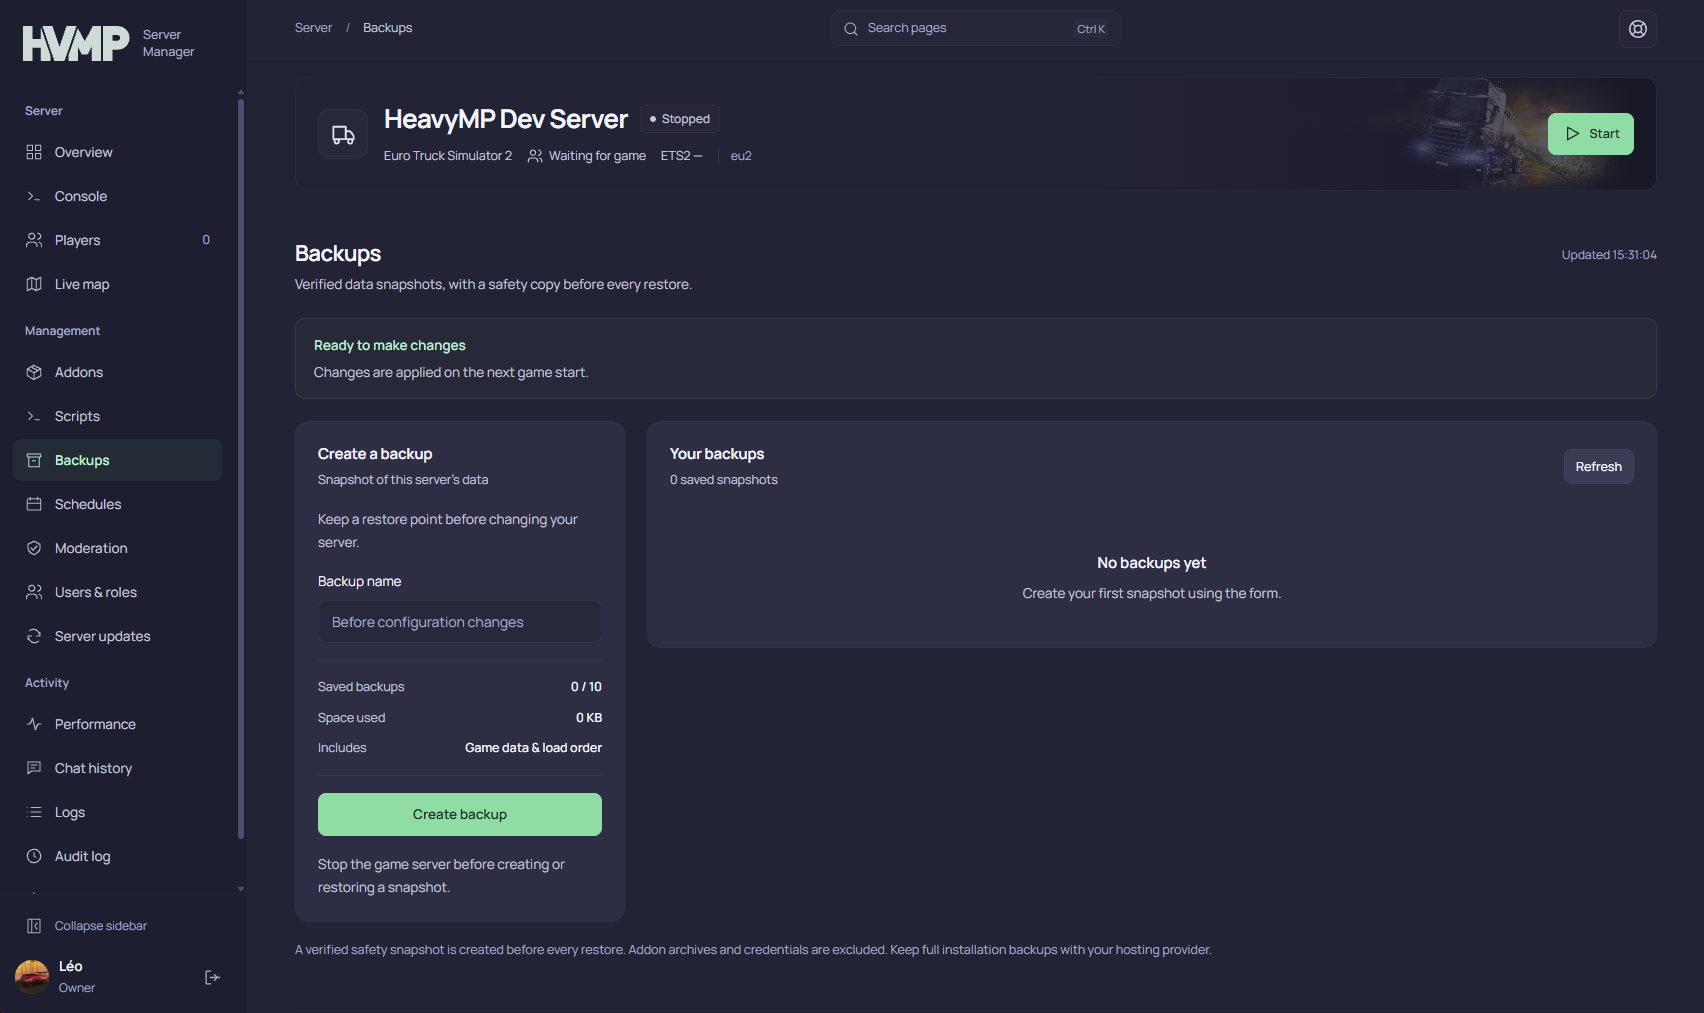 HVMP
Server
Manager
Server
Overview
Console
Players 0
Live map
Management
Addons
Scripts
Backups
Schedules
Moderation
Users & roles
Server updates
Activity
Performance
Chat history
Logs
Audit log
Collapse sidebar
Léo
Owner
Server / Backups
Search pages Ctrl K
HeavyMP Dev Server Stopped
Euro Truck Simulator 2 Waiting for game ETS2 — eu2
Start
Backups
Updated 15:31:04
Verified data snapshots, with a safety copy before every restore.
Ready to make changes
Changes are applied on the next game start.
Create a backup
Snapshot of this server's data
Keep a restore point before changing your
server.
Backup name
Before configuration changes
Saved backups 0 / 10
Space used 0 KB
Includes Game data & load order
Create backup
Stop the game server before creating or
restoring a snapshot.
Your backups
0 saved snapshots
Refresh
No backups yet
Create your first snapshot using the form.
A verified safety snapshot is created before every restore. Addon archives and credentials are excluded. Keep full installation backups with your hosting provider.